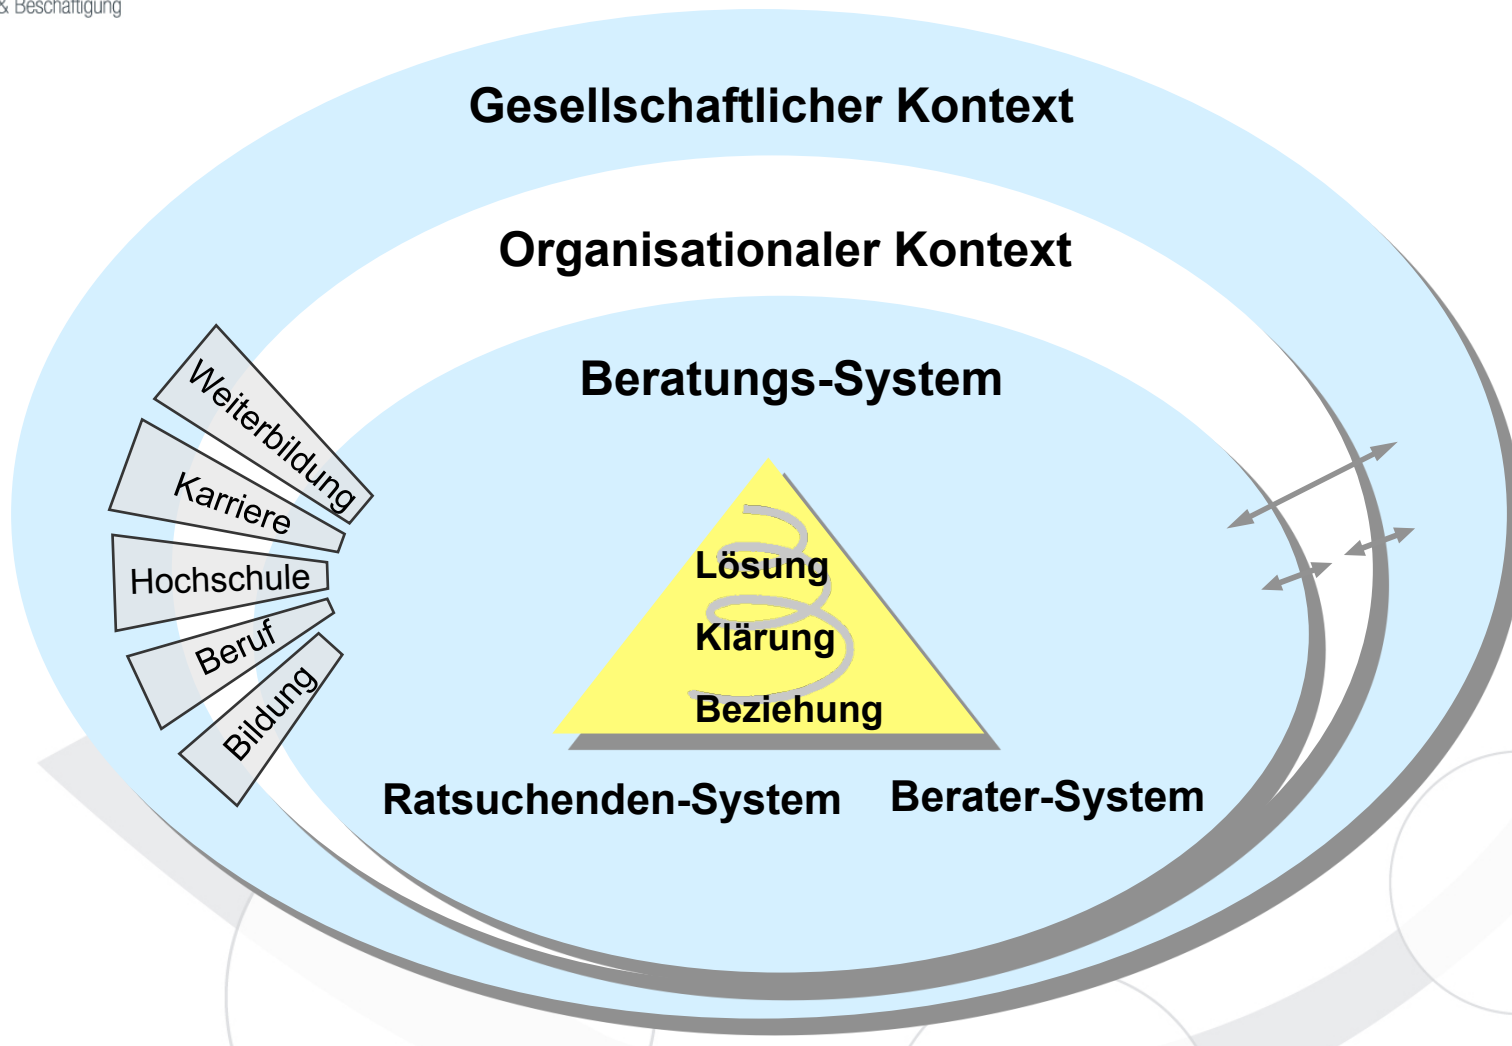 & Beschäftigung
Gesellschaftlicher Kontext
Organisationaler Kontext
Beratungs-System
Weiterbildung
Karriere
Hochschule
Beruf
Bildung
Lösung
Klärung
Beziehung
Ratsuchenden-System
Berater-System